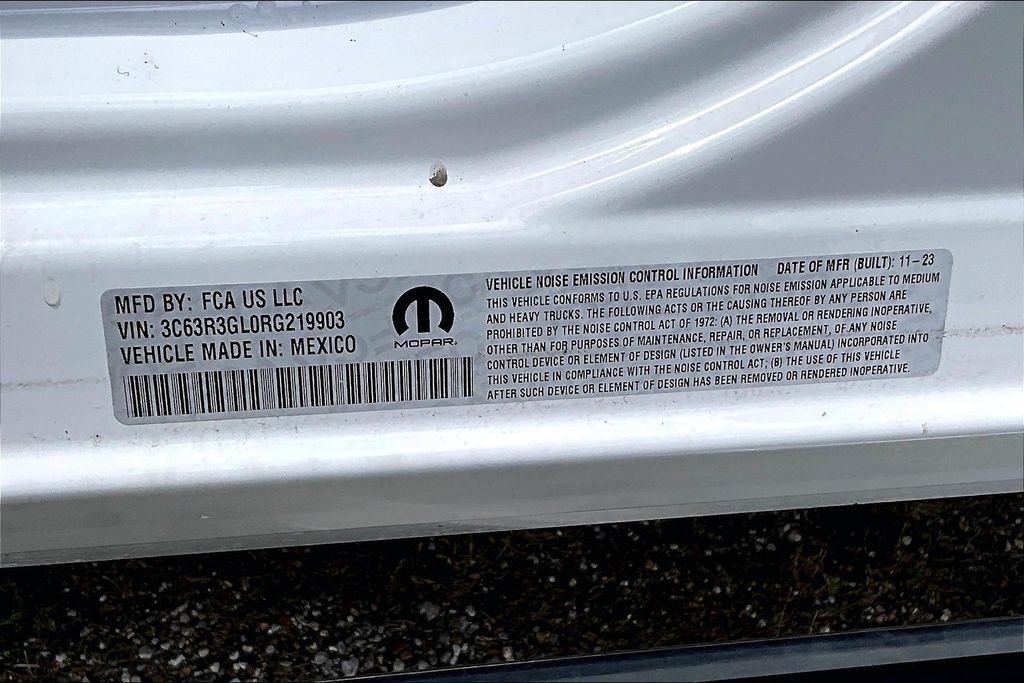 MFD BY: FCA US LLC
VIN: 3C63R3GL0RG219903
VEHICLE MADE IN: MEXICO
MOPAR.
VEHICLE NOISE EMISSION CONTROL INFORMATION DATE OF MFR (BUILT): 11-23
THIS VEHICLE CONFORMS TO U.S. EPA REGULATIONS FOR NOISE EMISSION APPLICABLE TO MEDIUM
AND HEAVY TRUCKS. THE FOLLOWING ACTS OR THE CAUSING THEREOF BY ANY PERSON ARE
PROHIBITED BY THE NOISE CONTROL ACT OF 1972: (A) THE REMOVAL OR RENDERING INOPERATIVE,
OTHER THAN FOR PURPOSES OF MAINTENANCE, REPAIR, OR REPLACEMENT, OF ANY NOISE
CONTROL DEVICE OR ELEMENT OF DESIGN (LISTED IN THE OWNER'S MANUAL) INCORPORATED INTO
THIS VEHICLE IN COMPLIANCE WITH THE NOISE CONTROL ACT; (B) THE USE OF THIS VEHICLE
AFTER SUCH DEVICE OR ELEMENT OF DESIGN HAS BEEN REMOVED OR RENDERED INOPERATIVE.